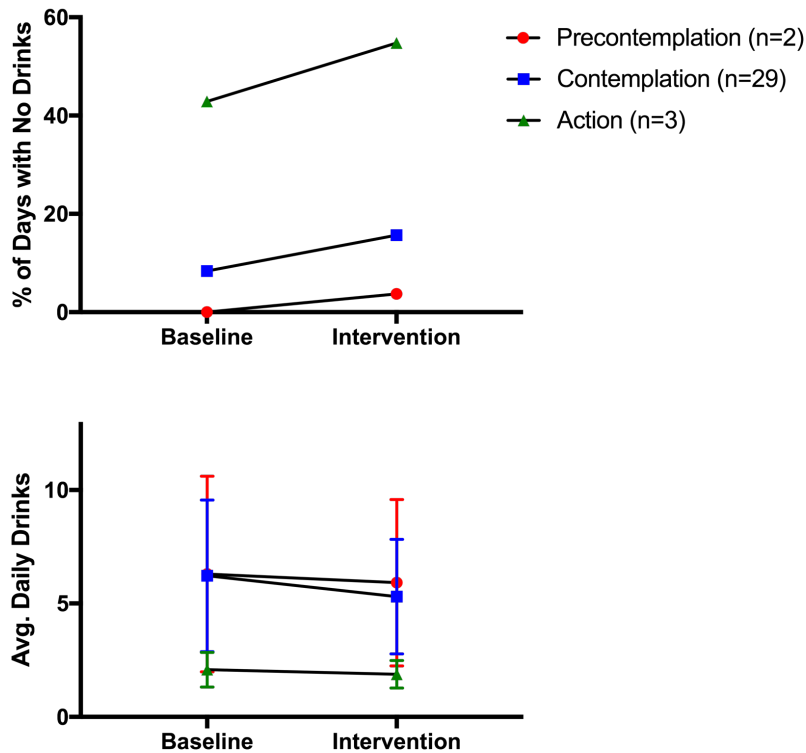 % of Days with No Drinks
60
40
20
0
Baseline Intervention
Precontemplation (n=2)
Contemplation (n=29)
Action (n=3)
Avg. Daily Drinks
10
5
0
Baseline Intervention